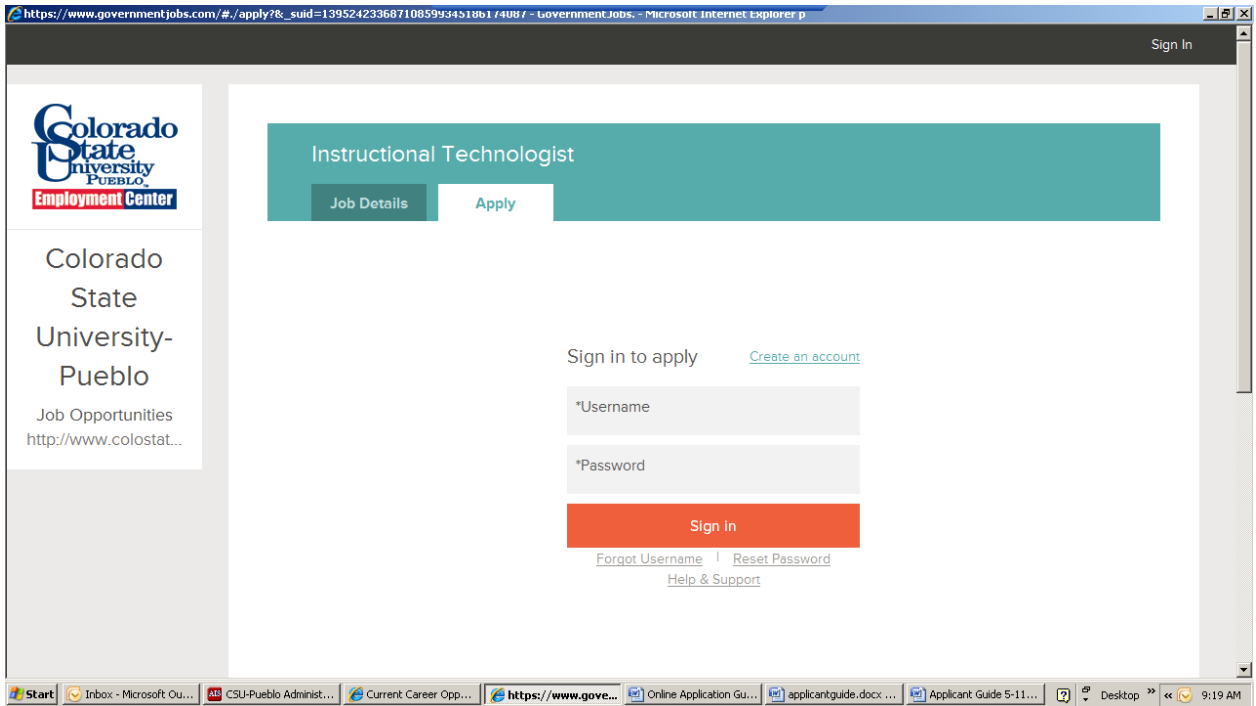 https://www.governmentjobs.com/#./apply?&_suid=139524233687108599345186174087 - GovernmentJobs. - Microsoft Internet Explorer p
Sign In
Colorado
State
University
PUEBLO
Employment Center
Colorado
State
University-
Pueblo
Job Opportunities
http://www.colostat...
Instructional Technologist
Job Details
Apply
Sign in to apply
Create an account
*Username
*Password
Sign in
Forgot Username | Reset Password
Help & Support
Start
Inbox - Microsoft Ou...
AIS
CSU-Pueblo Administ...
Current Career Opp...
https://www.gove...
Online Application Gu...
applicantguide.docx ...
Applicant Guide 5-11...
Desktop
9:19 AM